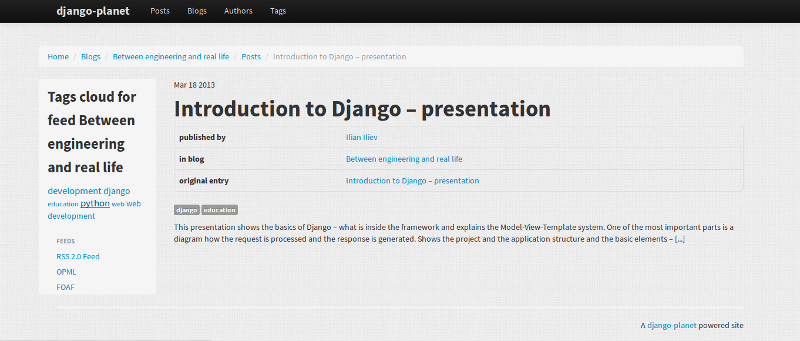 django-planet Posts Blogs Authors Tags
Home / Blogs / Between engineering and real life / Posts / Introduction to Django – presentation
Tags cloud for
feed Between
engineering
and real life
development django
education python web web
development
FEEDS
RSS 2.0 Feed
OPML
FOAF
Mar 18 2013
Introduction to Django – presentation
published by Ilian Iliev
in blog Between engineering and real life
original entry Introduction to Django – presentation
django education
This presentation shows the basics of Django – what is inside the framework and explains the Model-View-Template system. One of the most important parts is a
diagram how the request is processed and the response is generated. Shows the project and the application structure and the basic elements – [...]
A django-planet powered site